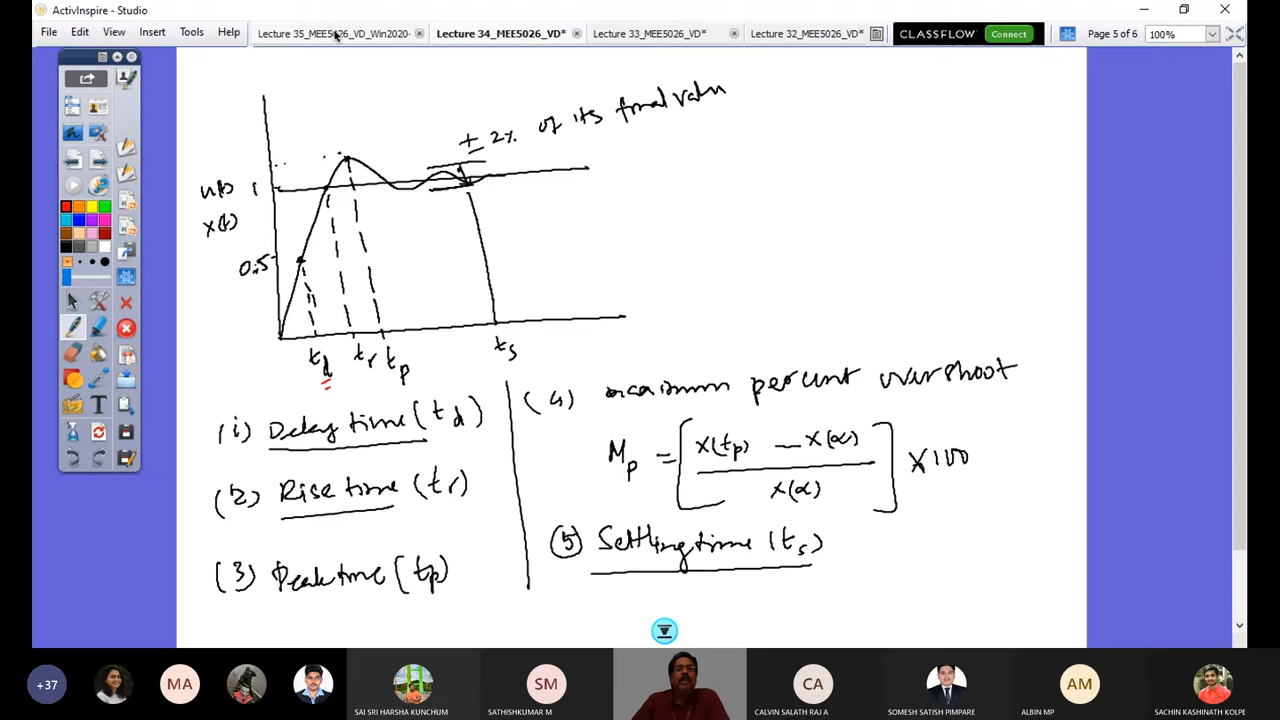 ActivInspire - Studio
File Edit View Insert Tools Help
Lecture 35_MEE5026_VD_Win2020- Lecture 34_MEE5026_VD* Lecture 33_MEE5026_VD* Lecture 32_MEE5026_VD* CLASSFLOW Connect Page 5 of 6 100%
± 2% of its final valu
1
x(t)
0.5
td tr tp ts
(i) Delay time (td)
(2) Rise time (tr)
(3) Peak time (tp)
(4) maximum percent overshoot
Mp = [x(tp) - x(α) / x(α)] × 100
(5) Settling time (ts)
+37 MA SAI SRI HARSHA KUNCHUM SM SATHISHKUMAR M CA CALVIN SALATH RAJ A SOMESH SATISH PIMPARE AM ALBIN MP SACHIN KASHINATH KOLPE